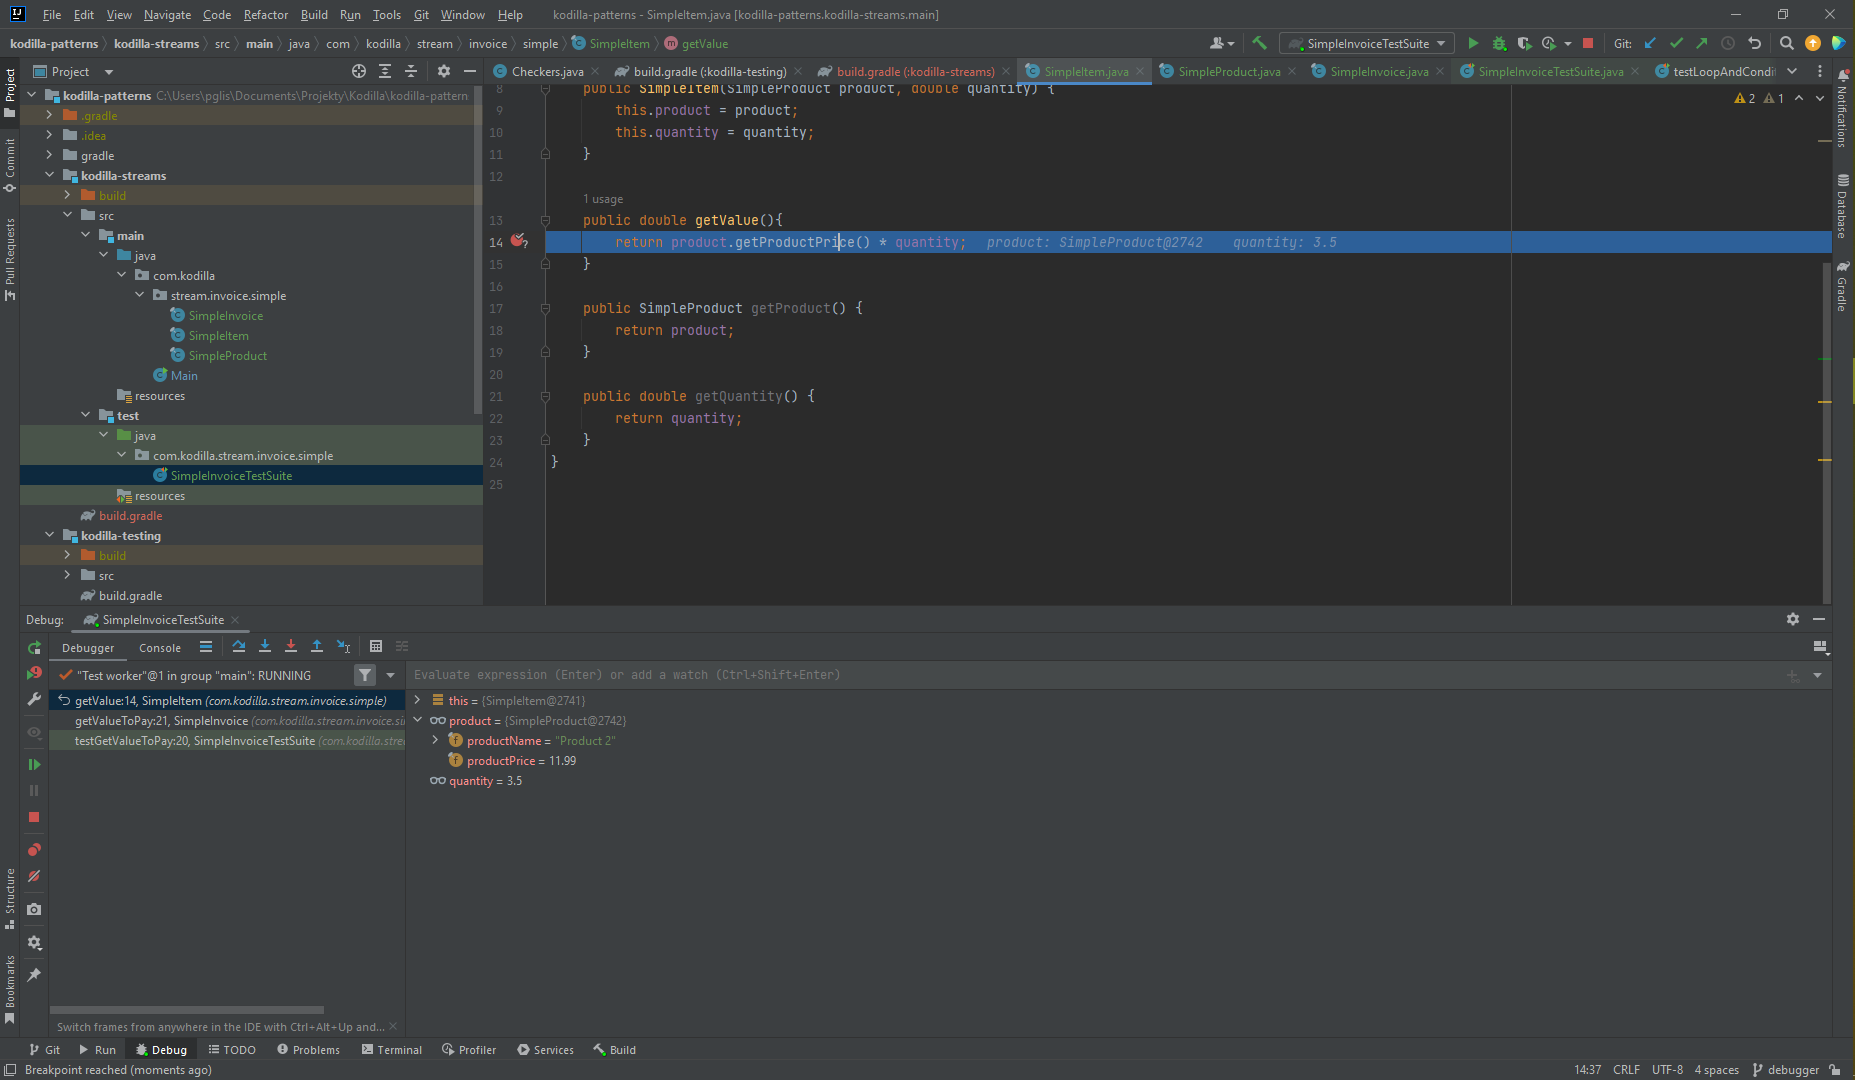 File Edit View Navigate Code Refactor Build Run Tools Git Window Help kodilla-patterns - SimpleItem.java [kodilla-patterns.kodilla-streams.main]
kodilla-patterns kodilla-streams src main java com kodilla stream invoice simple SimpleItem getValue SimpleInvoiceTestSuite Git:
Project Checkers.java build.gradle (:kodilla-testing) build.gradle (:kodilla-streams) SimpleItem.java SimpleProduct.java SimpleInvoice.java SimpleInvoiceTestSuite.java testLoopAndCondi
Project
Commit
Pull Requests
Structure
Bookmarks
kodilla-patterns C:\Users\pglis\Documents\Projekty\Kodilla\kodilla-pattern
.gradle
.idea
gradle
kodilla-streams
build
src
main
java
com.kodilla
stream.invoice.simple
SimpleInvoice
SimpleItem
SimpleProduct
Main
resources
test
java
com.kodilla.stream.invoice.simple
SimpleInvoiceTestSuite
resources
build.gradle
kodilla-testing
build
src
build.gradle
8 public SimpleItem(SimpleProduct product, double quantity) {
9 this.product = product;
10 this.quantity = quantity;
11 }
12
1 usage
13 public double getValue(){
14 return product.getProductPrice() * quantity; product: SimpleProduct@2742 quantity: 3.5
15 }
16
17 public SimpleProduct getProduct() {
18 return product;
19 }
20
21 public double getQuantity() {
22 return quantity;
23 }
24 }
25
2 1
Notifications
Database
Gradle
Debug: SimpleInvoiceTestSuite
Debugger Console
"Test worker"@1 in group "main": RUNNING
getValue:14, SimpleItem (com.kodilla.stream.invoice.simple)
getValueToPay:21, SimpleInvoice (com.kodilla.stream.invoice.si
testGetValueToPay:20, SimpleInvoiceTestSuite (com.kodilla.stre
Switch frames from anywhere in the IDE with Ctrl+Alt+Up and...
Evaluate expression (Enter) or add a watch (Ctrl+Shift+Enter)
this = {SimpleItem@2741}
product = {SimpleProduct@2742}
productName = "Product 2"
productPrice = 11.99
quantity = 3.5
Git Run Debug TODO Problems Terminal Profiler Services Build
Breakpoint reached (moments ago) 14:37 CRLF UTF-8 4 spaces debugger